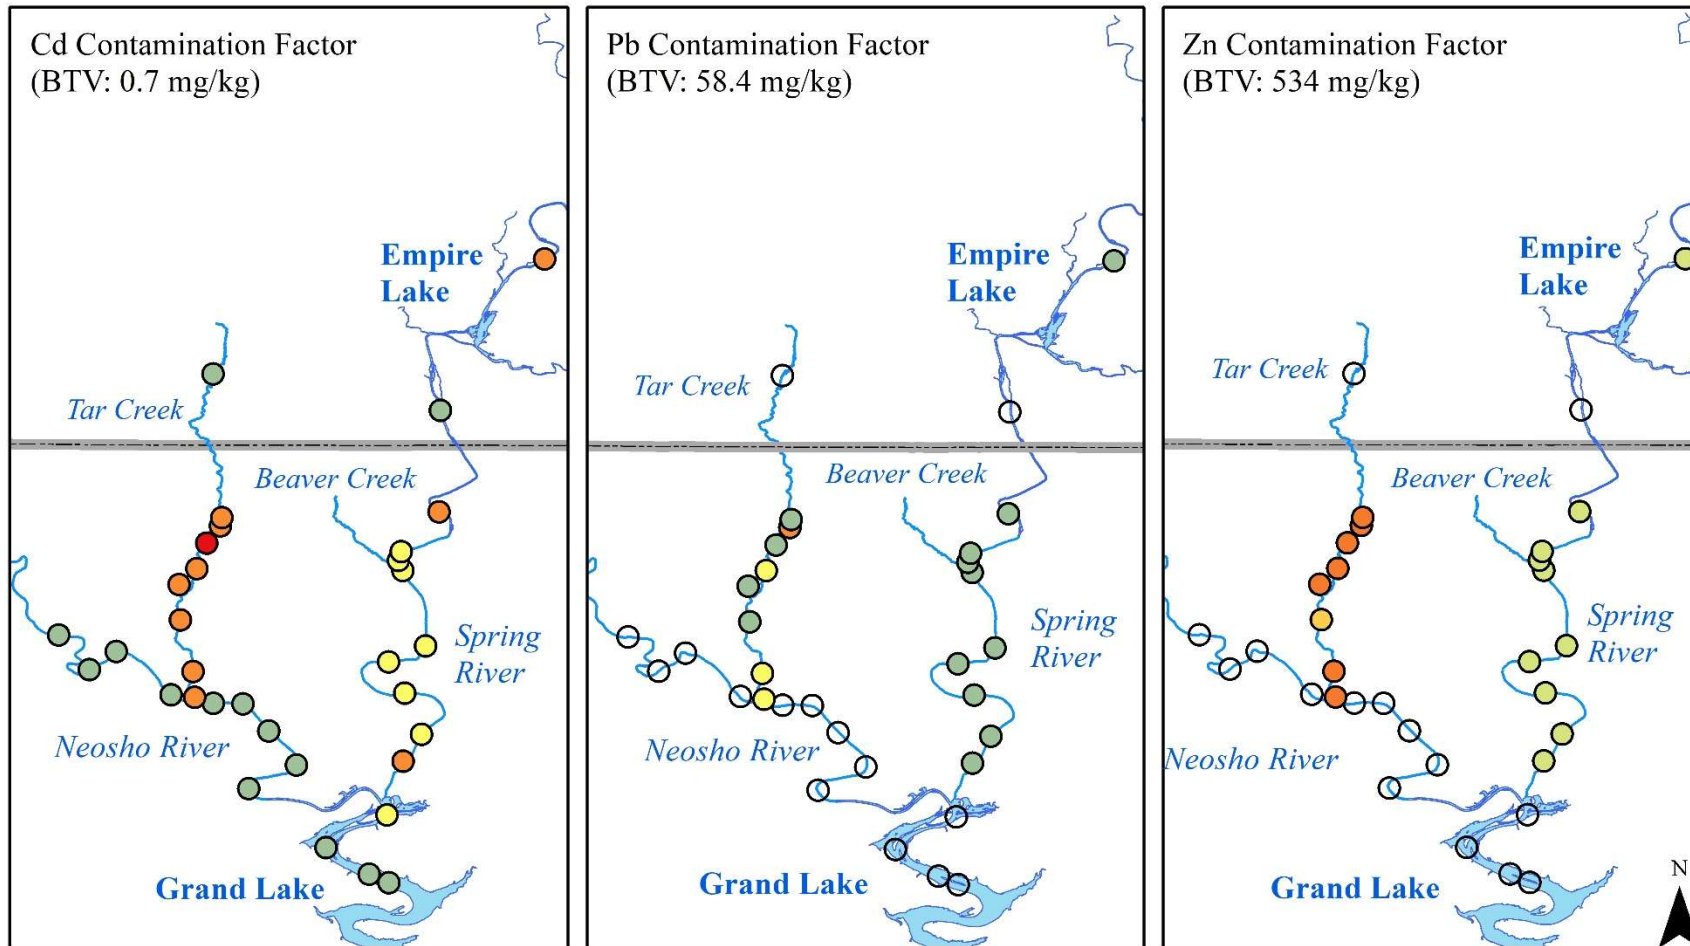 Cd Contamination Factor
(BTV: 0.7 mg/kg)
Empire
Lake
Tar Creek
Beaver Creek
Spring
River
Neosho River
Grand Lake
Pb Contamination Factor
(BTV: 58.4 mg/kg)
Empire
Lake
Tar Creek
Beaver Creek
Spring
River
Neosho River
Grand Lake
Zn Contamination Factor
(BTV: 534 mg/kg)
Empire
Lake
Tar Creek
Beaver Creek
Spring
River
Neosho River
Grand Lake
N